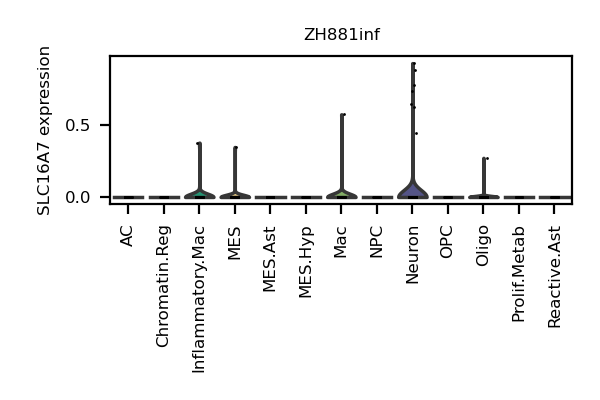 ZH881inf
SLC16A7 expression
0.5
0.0
AC
Chromatin.Reg
Inflammatory.Mac
MES
MES.Ast
MES.Hyp
Mac
NPC
Neuron
OPC
Oligo
Prolif.Metab
Reactive.Ast